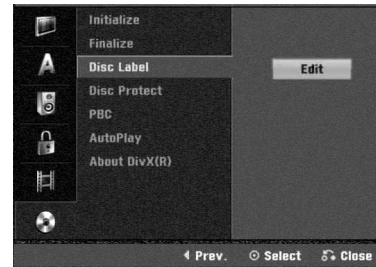 Initialize
Finalize
A
Disc Label
Edit
Disc Protect
PBC
AutoPlay
About DivX(R)
Prev. Select Close